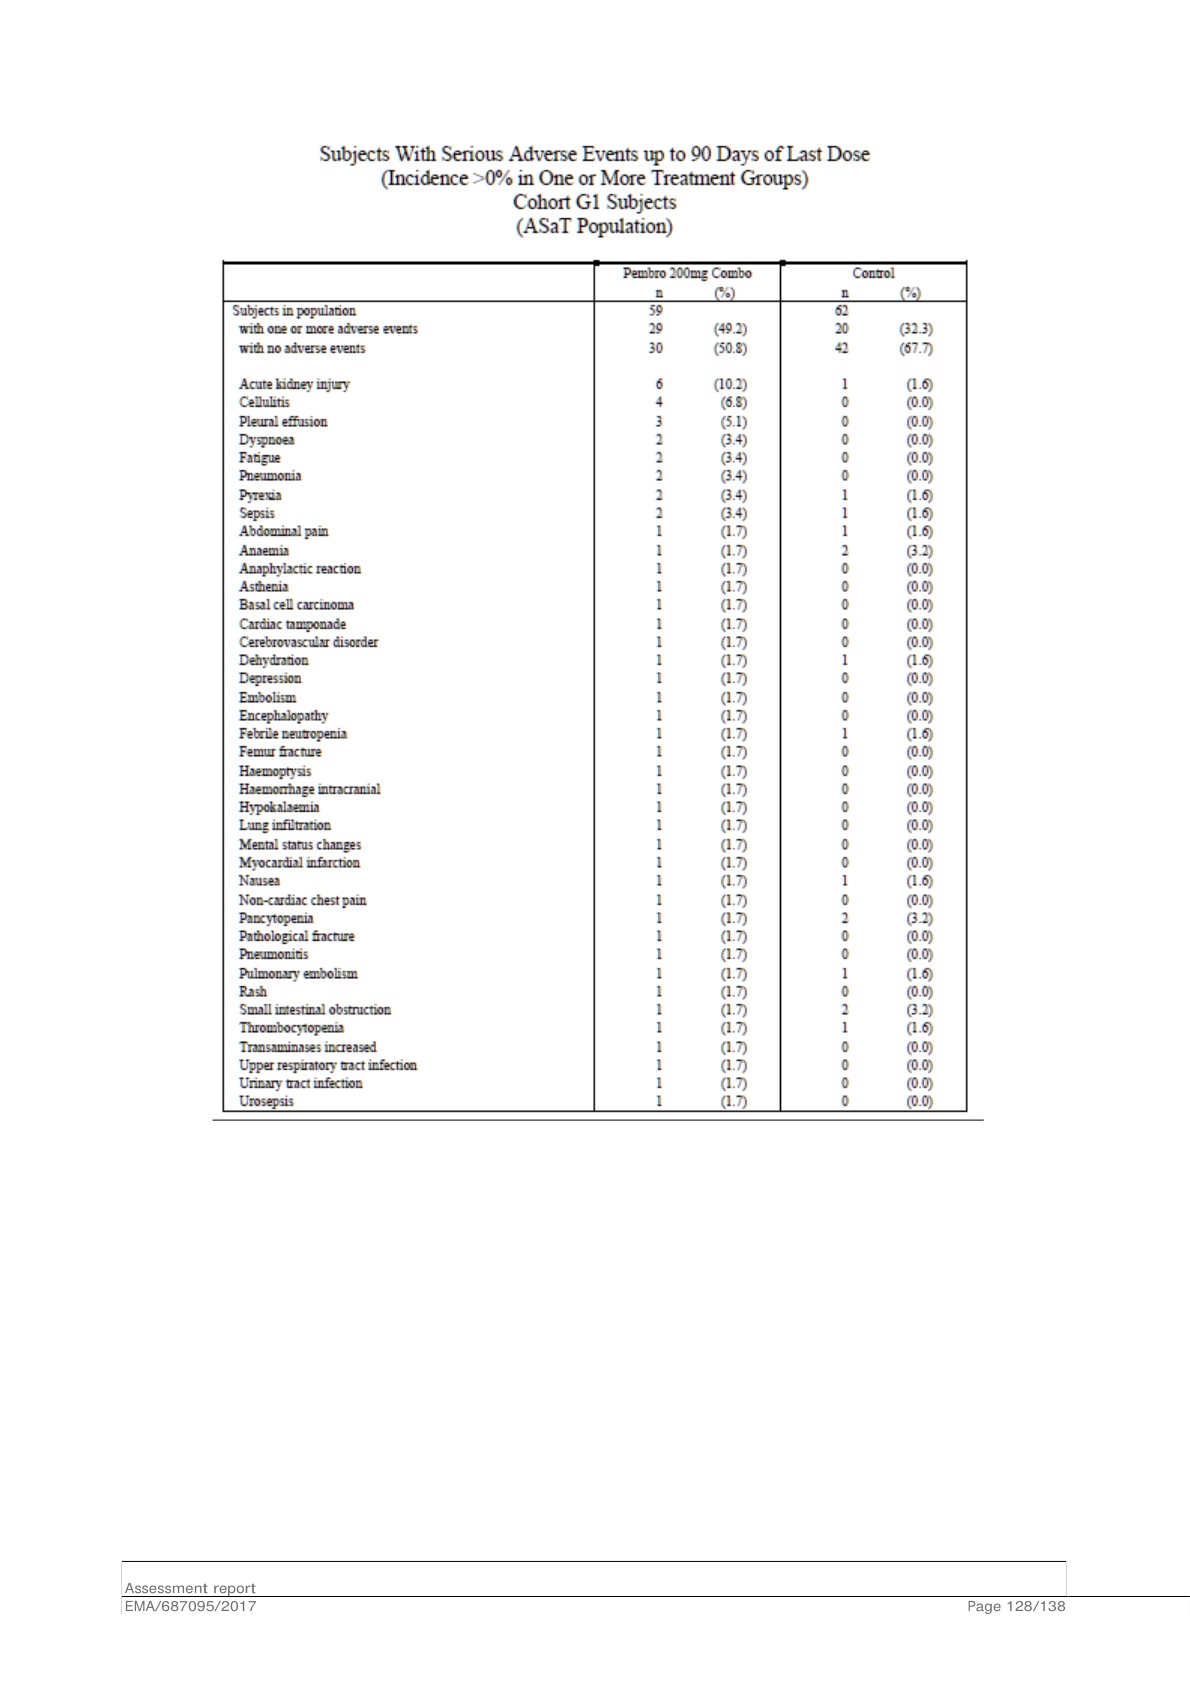 Subjects With Serious Adverse Events up to 90 Days of Last Dose
(Incidence >0% in One or More Treatment Groups)
Cohort G1 Subjects
(ASaT Population)
Pembro 200mg Combo Control
n (%) n (%)
Subjects in population 59 62
with one or more adverse events 29 (49.2) 20 (32.3)
with no adverse events 30 (50.8) 42 (67.7)
Acute kidney injury 6 (10.2) 1 (1.6)
Cellulitis 4 (6.8) 0 (0.0)
Pleural effusion 3 (5.1) 0 (0.0)
Dyspnoea 2 (3.4) 0 (0.0)
Fatigue 2 (3.4) 0 (0.0)
Pneumonia 2 (3.4) 0 (0.0)
Pyrexia 2 (3.4) 1 (1.6)
Sepsis 2 (3.4) 1 (1.6)
Abdominal pain 1 (1.7) 1 (1.6)
Anaemia 1 (1.7) 2 (3.2)
Anaphylactic reaction 1 (1.7) 0 (0.0)
Asthenia 1 (1.7) 0 (0.0)
Basal cell carcinoma 1 (1.7) 0 (0.0)
Cardiac tamponade 1 (1.7) 0 (0.0)
Cerebrovascular disorder 1 (1.7) 0 (0.0)
Dehydration 1 (1.7) 1 (1.6)
Depression 1 (1.7) 0 (0.0)
Embolism 1 (1.7) 0 (0.0)
Encephalopathy 1 (1.7) 0 (0.0)
Febrile neutropenia 1 (1.7) 1 (1.6)
Femur fracture 1 (1.7) 0 (0.0)
Haemoptysis 1 (1.7) 0 (0.0)
Haemorrhage intracranial 1 (1.7) 0 (0.0)
Hypokalaemia 1 (1.7) 0 (0.0)
Lung infiltration 1 (1.7) 0 (0.0)
Mental status changes 1 (1.7) 0 (0.0)
Myocardial infarction 1 (1.7) 0 (0.0)
Nausea 1 (1.7) 1 (1.6)
Non-cardiac chest pain 1 (1.7) 0 (0.0)
Pancytopenia 1 (1.7) 2 (3.2)
Pathological fracture 1 (1.7) 0 (0.0)
Pneumonitis 1 (1.7) 0 (0.0)
Pulmonary embolism 1 (1.7) 1 (1.6)
Rash 1 (1.7) 0 (0.0)
Small intestinal obstruction 1 (1.7) 2 (3.2)
Thrombocytopenia 1 (1.7) 1 (1.6)
Transaminases increased 1 (1.7) 0 (0.0)
Upper respiratory tract infection 1 (1.7) 0 (0.0)
Urinary tract infection 1 (1.7) 0 (0.0)
Urosepsis 1 (1.7) 0 (0.0)
Assessment report
EMA/687095/2017 Page 128/138